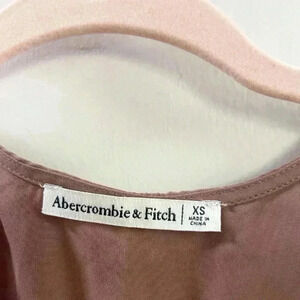 Abercrombie & Fitch
XS
MADE IN
CHINA